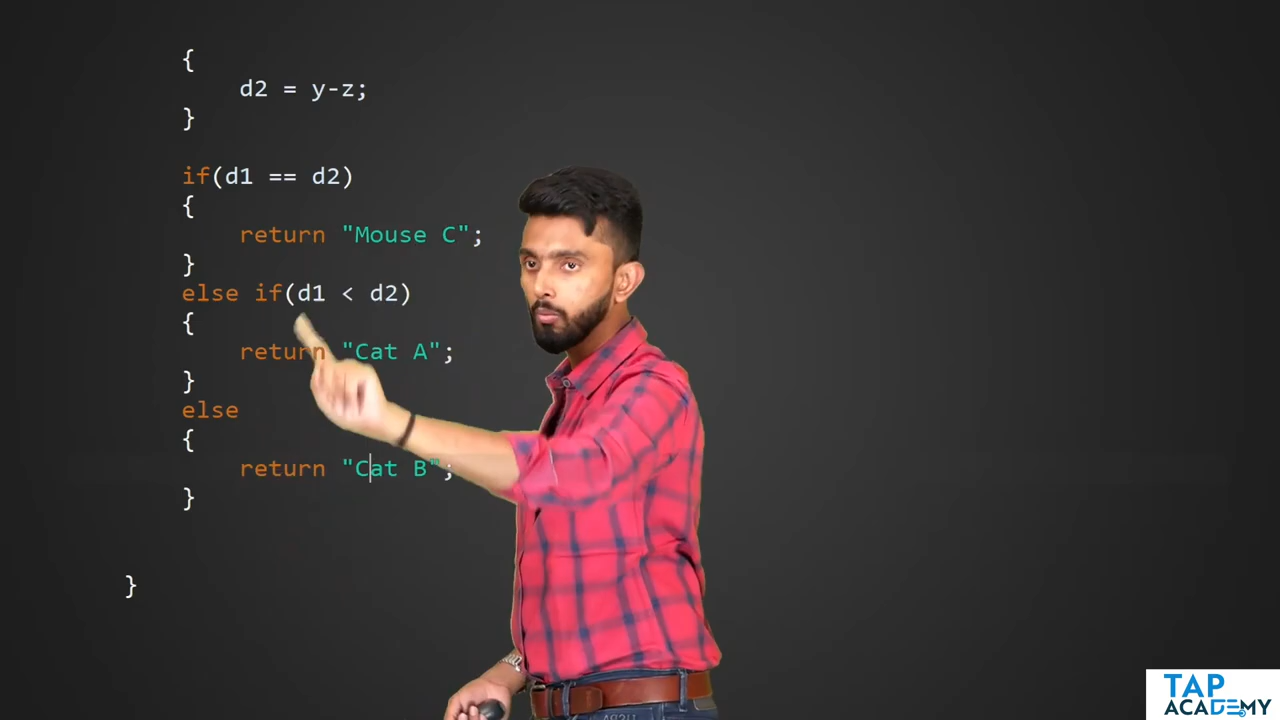 {
d2 = y-z;
}
if(d1 == d2)
{
return "Mouse C";
}
else if(d1 < d2)
{
return "Cat A";
}
else
{
return "Cat B";
}
}
TAP
ACADEMY